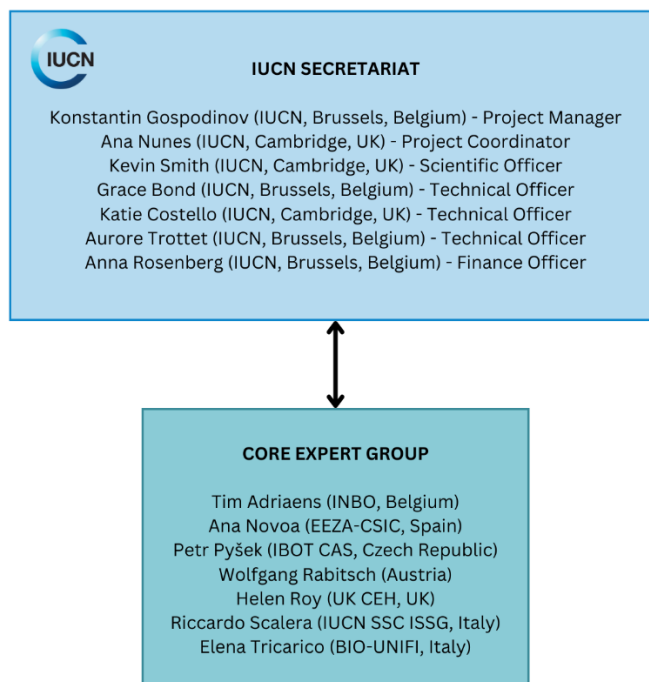 IUCN
IUCN SECRETARIAT
Konstantin Gospodinov (IUCN, Brussels, Belgium) - Project Manager
Ana Nunes (IUCN, Cambridge, UK) - Project Coordinator
Kevin Smith (IUCN, Cambridge, UK) - Scientific Officer
Grace Bond (IUCN, Brussels, Belgium) - Technical Officer
Katie Costello (IUCN, Cambridge, UK) - Technical Officer
Aurore Trottet (IUCN, Brussels, Belgium) - Technical Officer
Anna Rosenberg (IUCN, Brussels, Belgium) - Finance Officer
CORE EXPERT GROUP
Tim Adriaens (INBO, Belgium)
Ana Novoa (EEZA-CSIC, Spain)
Petr Pyšek (IBOT CAS, Czech Republic)
Wolfgang Rabitsch (Austria)
Helen Roy (UK CEH, UK)
Riccardo Scalera (IUCN SSC ISSG, Italy)
Elena Tricarico (BIO-UNIFI, Italy)